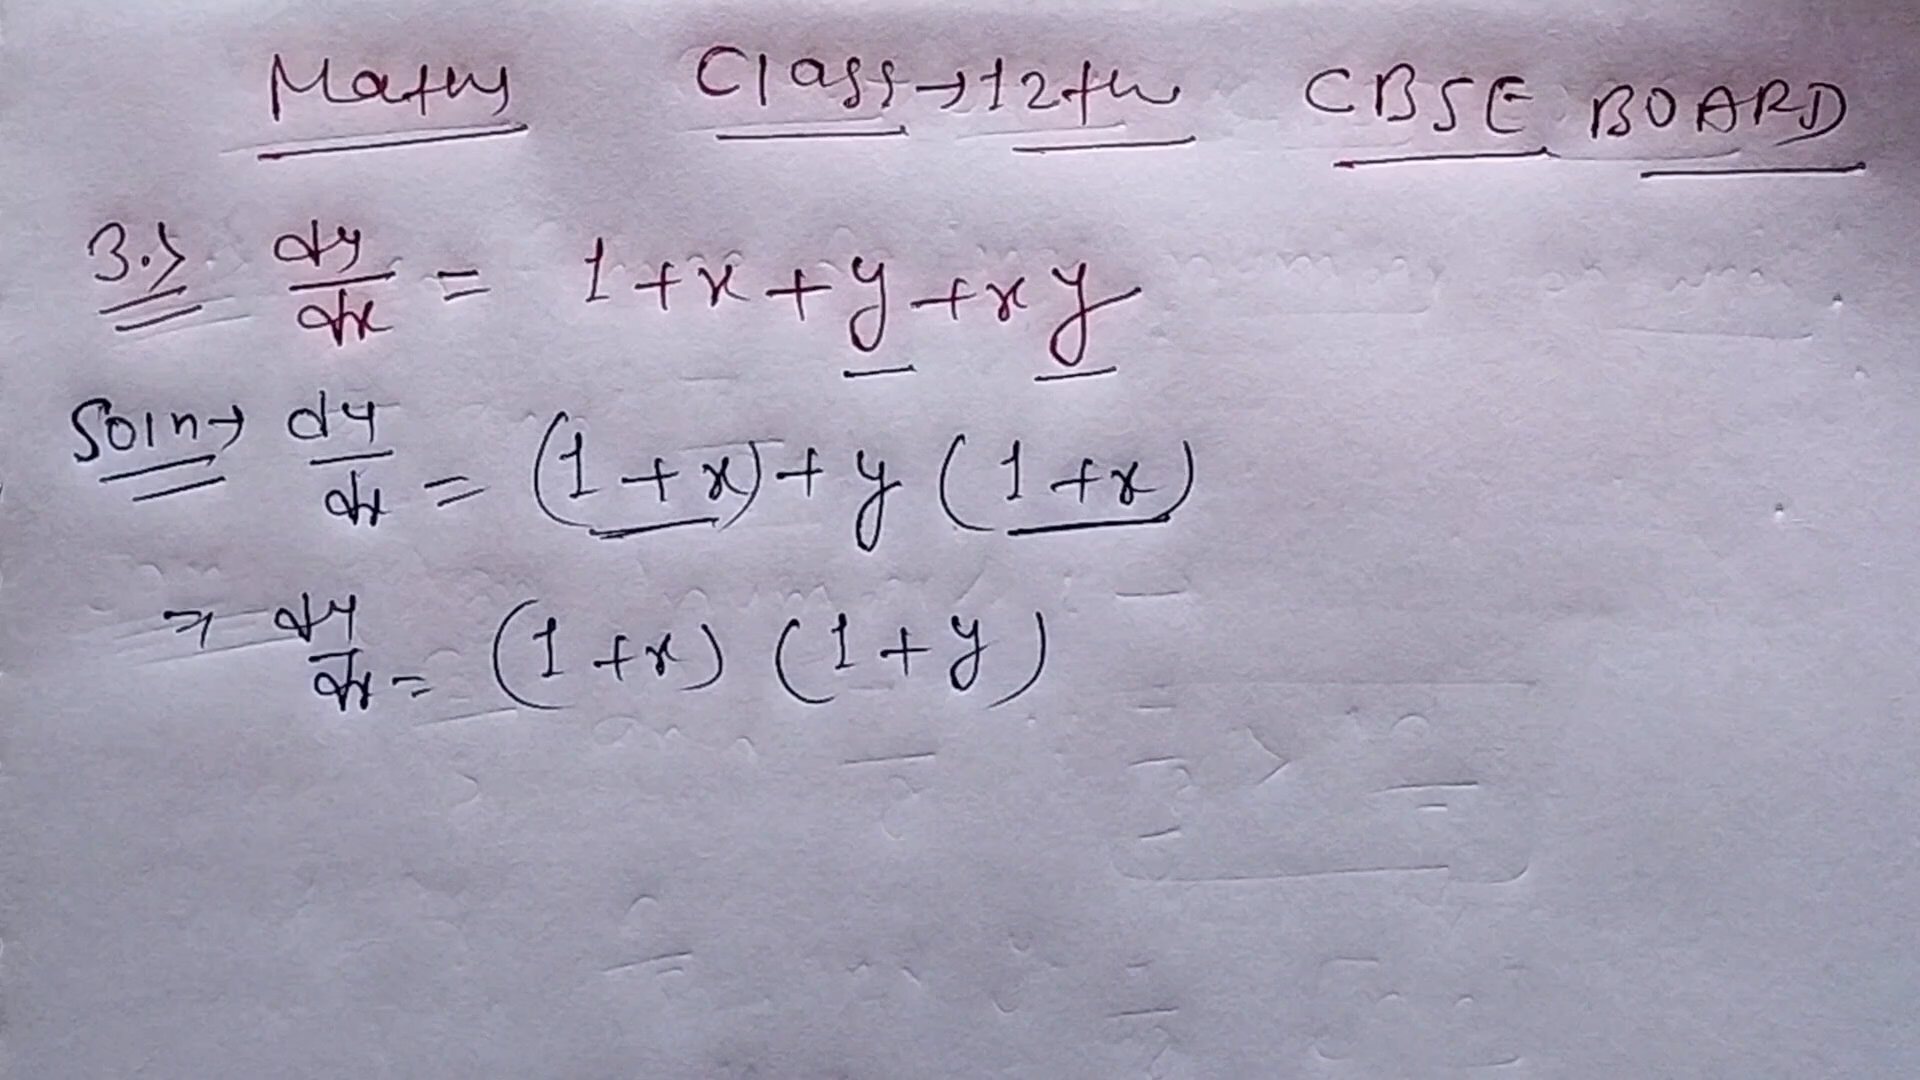 Maths Class→12th CBSE BOARD
3.> dy/dx = 1+x+y+xy
Soln→ dy/dx = (1+x)+y(1+x)
⇒ dy/dx = (1+x)(1+y)